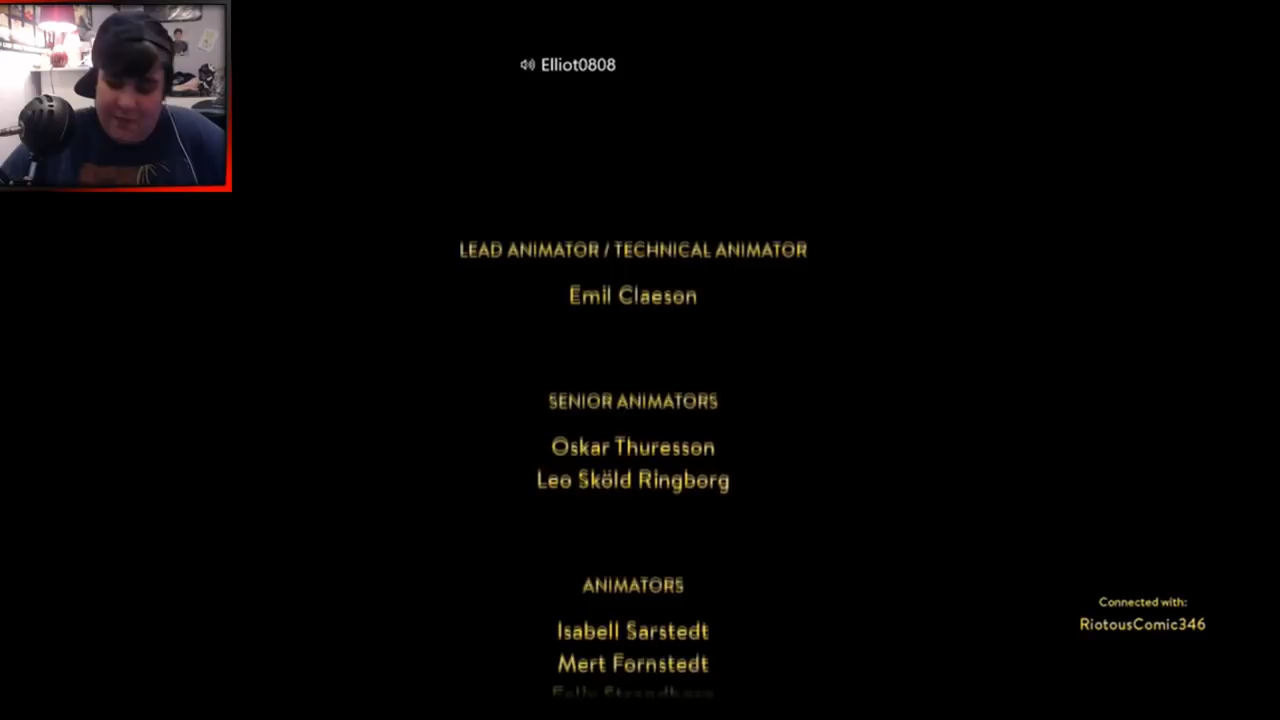 Elliot0808
LEAD ANIMATOR / TECHNICAL ANIMATOR
Emil Claeson
SENIOR ANIMATORS
Oskar Thuresson
Leo Sköld Ringborg
ANIMATORS
Isabell Sarstedt
Mert Fornstedt
Connected with:
RiotousComic346